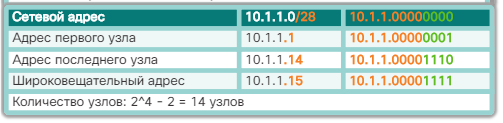 Сетевой адрес 10.1.1.0/28 10.1.1.00000000
Адрес первого узла 10.1.1.1 10.1.1.00000001
Адрес последнего узла 10.1.1.14 10.1.1.00001110
Широковещательный адрес 10.1.1.15 10.1.1.00001111
Количество узлов: 2^4 - 2 = 14 узлов